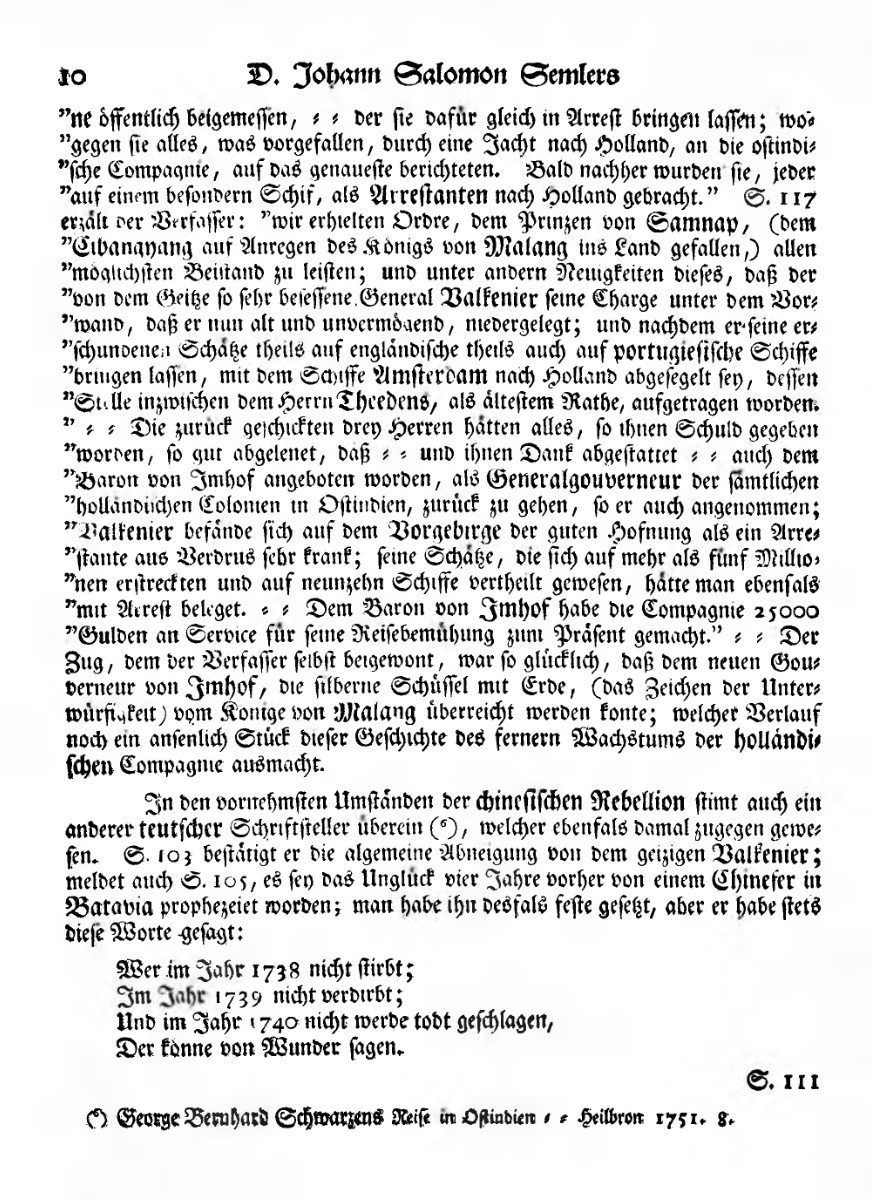 10 D. Johann Salomon Semlers
"ne öffentlich beigemessen, ⸗ ⸗ der sie dafür gleich in Arrest bringen lassen; wo⸗
"gegen sie alles, was vorgefallen, durch eine Jacht nach Holland, an die ostindi⸗
"sche Compagnie, auf das genaueste berichteten. Bald nachher wurden sie, jeder
"auf einem besondern Schif, als Arrestanten nach Holland gebracht." S. 117
erzält der Verfasser: "wir erhielten Ordre, dem Prinzen von Samnap, (dem
"Cibanqyang auf Anregen des Königs von Malang ins Land gefallen,) allen
"möglichsten Beistand zu leisten; und unter andern Neuigkeiten dieses, daß der
"von dem Geitze so sehr besessene General Valkenier seine Charge unter dem Vor⸗
"wand, daß er nun alt und unvermögend, niedergelegt; und nachdem er seine er⸗
"schundenen Schätze theils auf engländische theils auch auf portugiesische Schiffe
"bringen lassen, mit dem Schiffe Amsterdam nach Holland abgesegelt sey, dessen
"Stelle inzwischen dem Herrn Theedens, als ältestem Rathe, aufgetragen worden.
" ⸗ ⸗ Die zurück geschickten drey Herren hätten alles, so ihnen Schuld gegeben
"worden, so gut abgelenet, daß ⸗ ⸗ und ihnen Dank abgestattet ⸗ ⸗ auch dem
"Baron von Imhof angeboten worden, als Generalgouverneur der sämtlichen
"holländischen Colonien in Ostindien, zurück zu gehen, so er auch angenommen;
"Valkenier befände sich auf dem Vorgebirge der guten Hofnung als ein Arre⸗
"stante aus Verdrus sehr krank; seine Schätze, die sich auf mehr als fünf Millio⸗
"nen erstreckten und auf neunzehn Schiffe vertheilt gewesen, hätte man ebenfals
"mit Arrest beleget. ⸗ ⸗ Dem Baron von Imhof habe die Compagnie 25000
"Gulden an Service für seine Reisebemühung zum Präsent gemacht." ⸗ ⸗ Der
Zug, dem der Verfasser selbst beigewont, war so glücklich, daß dem neuen Gou⸗
verneur von Imhof, die silberne Schüssel mit Erde, (das Zeichen der Unter⸗
würfigkeit) vom Könige von Malang überreicht werden konte; welcher Verlauf
noch ein ansenlich Stück dieser Geschichte des fernern Wachstums der holländi⸗
schen Compagnie ausmacht.
In den vornehmsten Umständen der chinesischen Rebellion stimt auch ein
anderer teutscher Schriftsteller überein (⁶), welcher ebenfals damal zugegen gewe⸗
sen. S. 103 bestätigt er die algemeine Abneigung von dem geizigen Valkenier;
meldet auch S. 105, es sey das Unglück vier Jahre vorher von einem Chineser in
Batavia prophezeiet worden; man habe ihn desfals feste gesetzt, aber er habe stets
diese Worte gesagt:
Wer im Jahr 1738 nicht stirbt;
Im Jahr 1739 nicht verdirbt;
Und im Jahr 1740 nicht werde todt geschlagen,
Der könne von Wunder sagen.
S. 111
(⁶) George Bernhard Schwarzens Reise in Ostindien ⸗ ⸗ Heilbron 1751. 8.